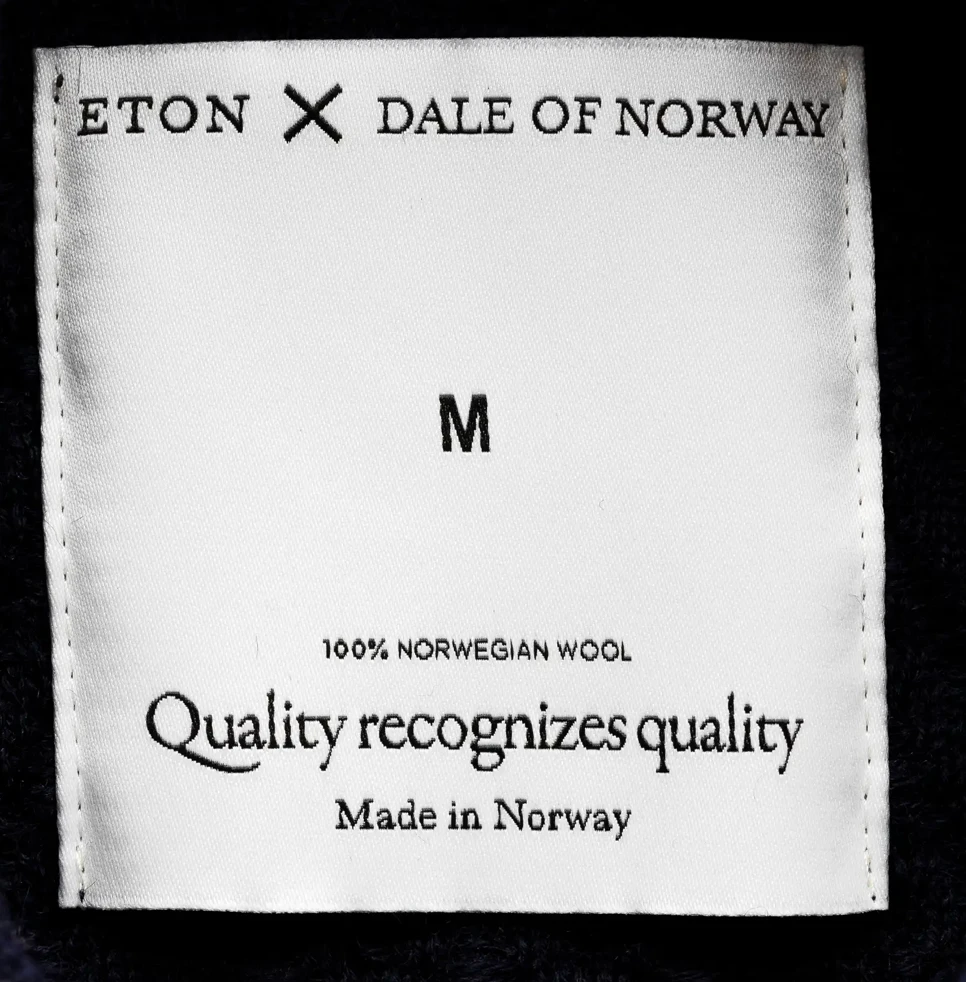 ETON X DALE OF NORWAY
M
100% NORWEGIAN WOOL
Quality recognizes quality
Made in Norway